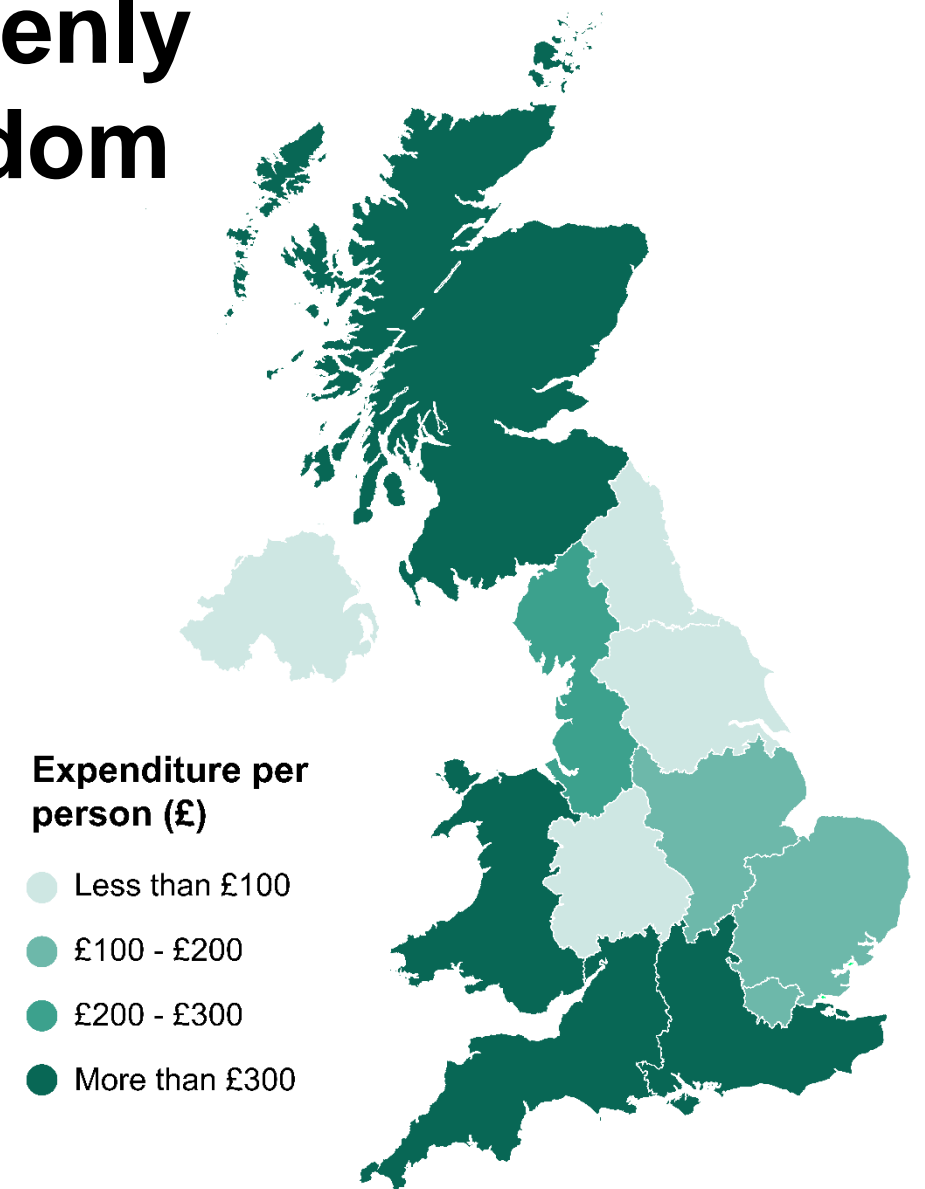 enly
dom
Expenditure per
person (£)
Less than £100
£100 - £200
£200 - £300
More than £300